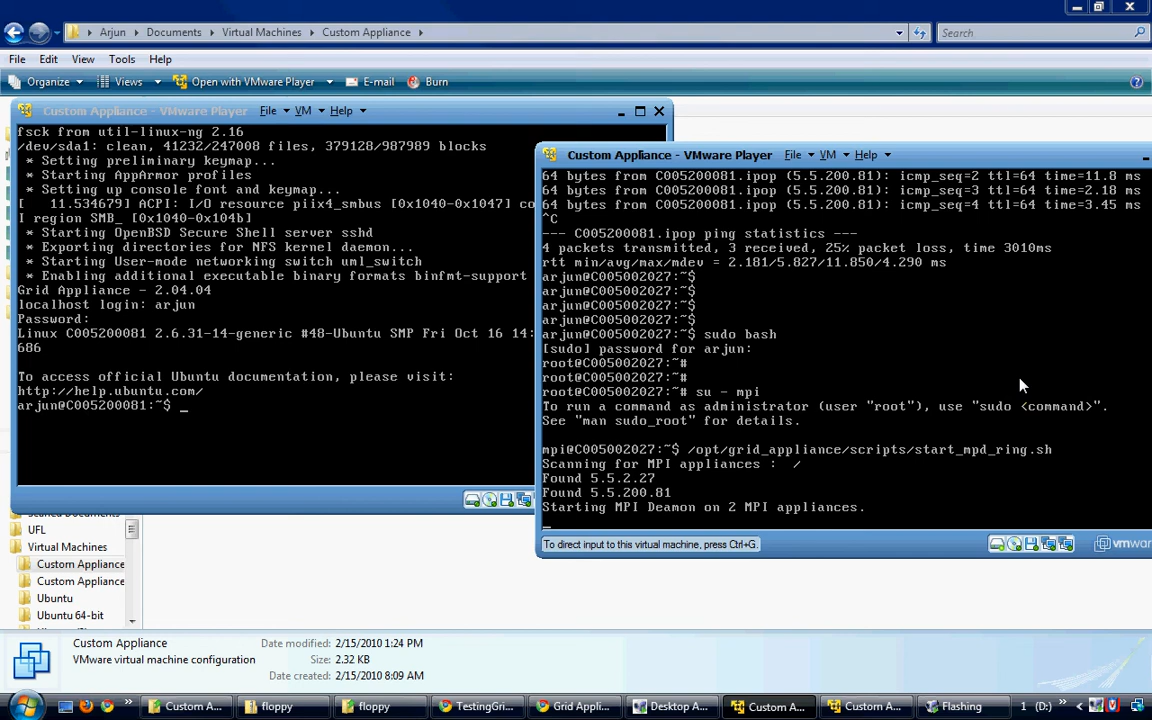 Arjun Documents Virtual Machines Custom Appliance
Search
File Edit View Tools Help
Organize Views Open with VMware Player E-mail Burn
Custom Appliance - VMware Player File VM Help
fsck from util-linux-ng 2.16
/dev/sda1: clean, 41232/247008 files, 379128/987989 blocks
* Setting preliminary keymap...
* Starting AppArmor profiles
* Setting up console font and keymap...
[ 11.534679] ACPI: I/O resource piix4_smbus [0x1040-0x1047] co
I region SMB_ [0x1040-0x104b]
* Starting OpenBSD Secure Shell server sshd
* Exporting directories for NFS kernel daemon...
* Starting User-mode networking switch uml_switch
* Enabling additional executable binary formats binfmt-support
Grid Appliance - 2.04.04
localhost login: arjun
Password:
Linux C005200081 2.6.31-14-generic #48-Ubuntu SMP Fri Oct 16 14:
686
To access official Ubuntu documentation, please visit:
http://help.ubuntu.com/
arjun@C005200081:~$ _
Custom Appliance - VMware Player File VM Help
64 bytes from C005200081.ipop (5.5.200.81): icmp_seq=2 ttl=64 time=11.8 ms
64 bytes from C005200081.ipop (5.5.200.81): icmp_seq=3 ttl=64 time=2.18 ms
64 bytes from C005200081.ipop (5.5.200.81): icmp_seq=4 ttl=64 time=3.45 ms
^C
--- C005200081.ipop ping statistics ---
4 packets transmitted, 3 received, 25% packet loss, time 3010ms
rtt min/avg/max/mdev = 2.181/5.827/11.850/4.290 ms
arjun@C005002027:~$
arjun@C005002027:~$
arjun@C005002027:~$
arjun@C005002027:~$
arjun@C005002027:~$ sudo bash
[sudo] password for arjun:
root@C005002027:~#
root@C005002027:~#
root@C005002027:~# su - mpi
To run a command as administrator (user "root"), use "sudo <command>".
See "man sudo_root" for details.
mpi@C005002027:~$ /opt/grid_appliance/scripts/start_mpd_ring.sh
Scanning for MPI appliances : /
Found 5.5.2.27
Found 5.5.200.81
Starting MPI Deamon on 2 MPI appliances.
_
To direct input to this virtual machine, press Ctrl+G.
vmwar
UFL
Virtual Machines
Custom Appliance
Custom Appliance
Ubuntu
Ubuntu 64-bit
Custom Appliance Date modified: 2/15/2010 1:24 PM
VMware virtual machine configuration Size: 2.32 KB
Date created: 2/15/2010 8:09 AM
Custom A... floppy floppy TestingGri... Grid Appli... Desktop A... Custom A... Custom A... Flashing 1 (D:)